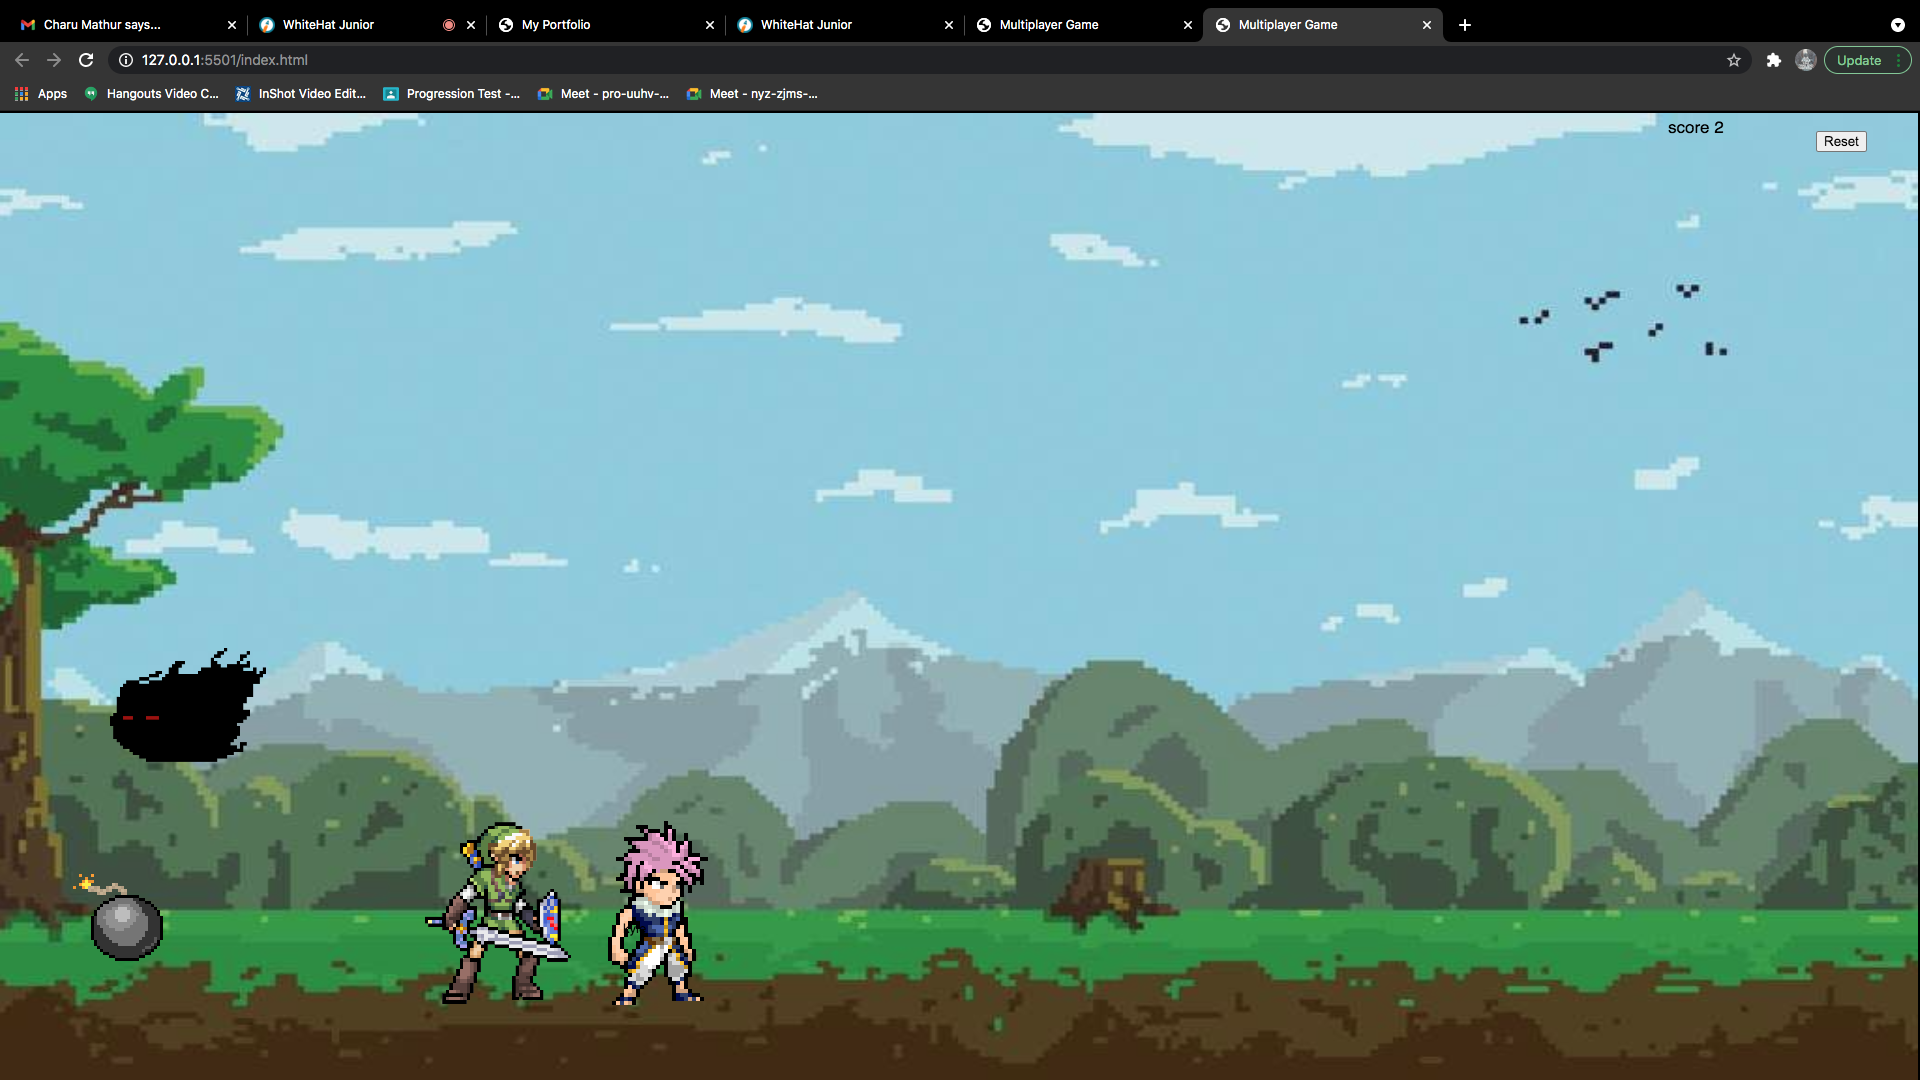 Charu Mathur says...
WhiteHat Junior
My Portfolio
WhiteHat Junior
Multiplayer Game
Multiplayer Game
127.0.0.1:5501/index.html
Update
Apps
Hangouts Video C...
InShot Video Edit...
Progression Test -...
Meet - pro-uuhv-...
Meet - nyz-zjms-...
score 2
Reset